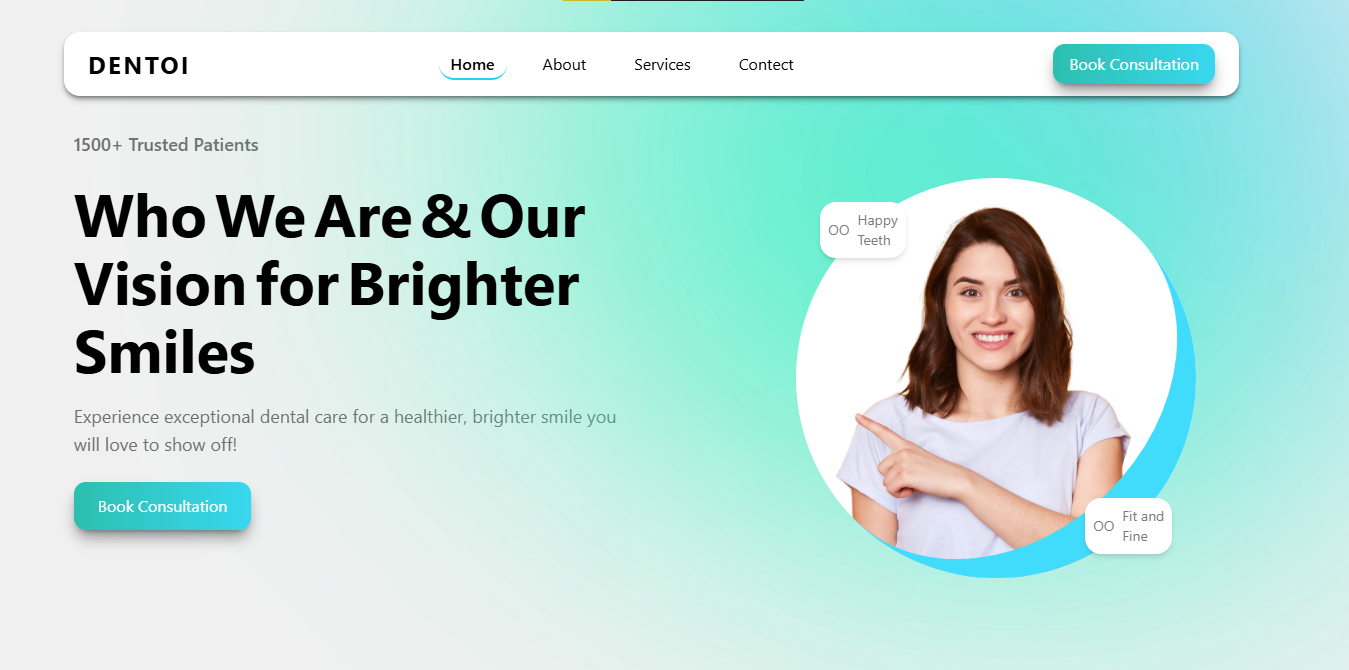 DENTOI
Home
About
Services
Contect
Book Consultation
1500+ Trusted Patients
Who We Are & Our
Vision for Brighter
Smiles
Experience exceptional dental care for a healthier, brighter smile you
will love to show off!
Book Consultation
OO
Happy
Teeth
OO
Fit and
Fine